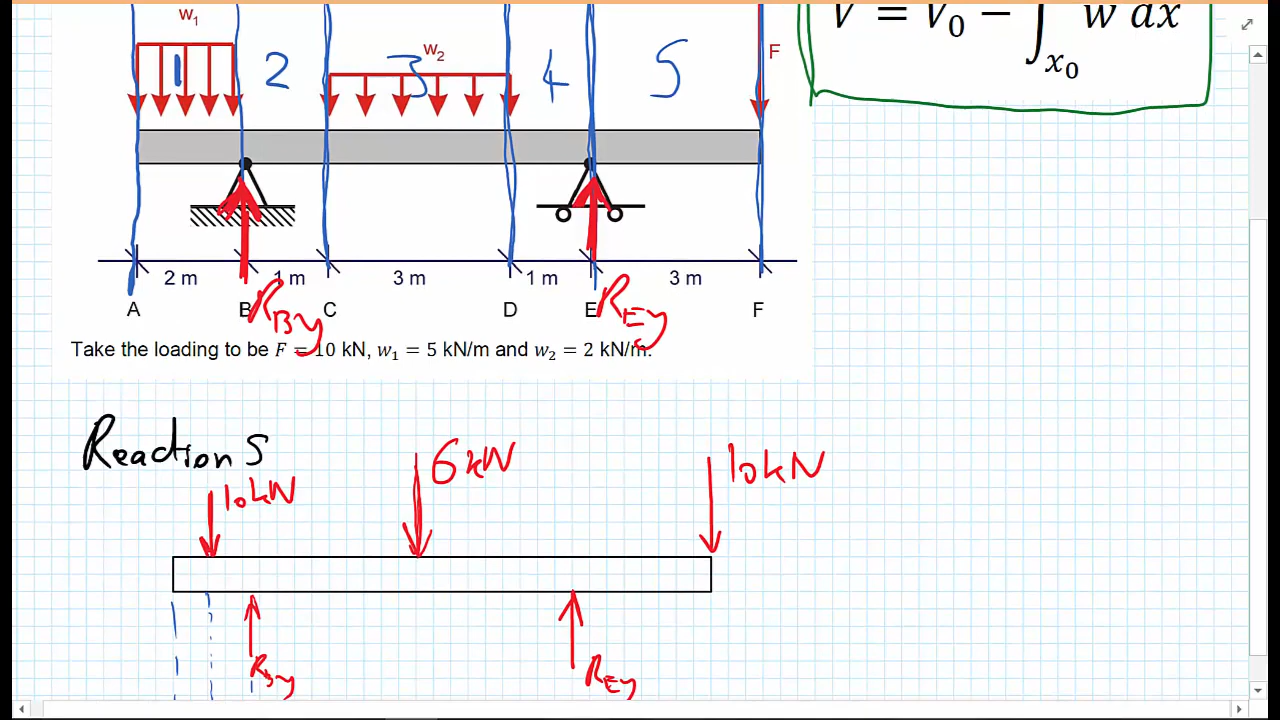 w₁
V = V₀ − ∫ₓ₀ w dx
1 2 3 w₂ 4 5 F
2 m 1 m 3 m 1 m 3 m
A B C D E F
R_By R_Ey
Take the loading to be F = 10 kN, w₁ = 5 kN/m and w₂ = 2 kN/m.
Reactions
10kN 6kN 10kN
R_By R_Ey